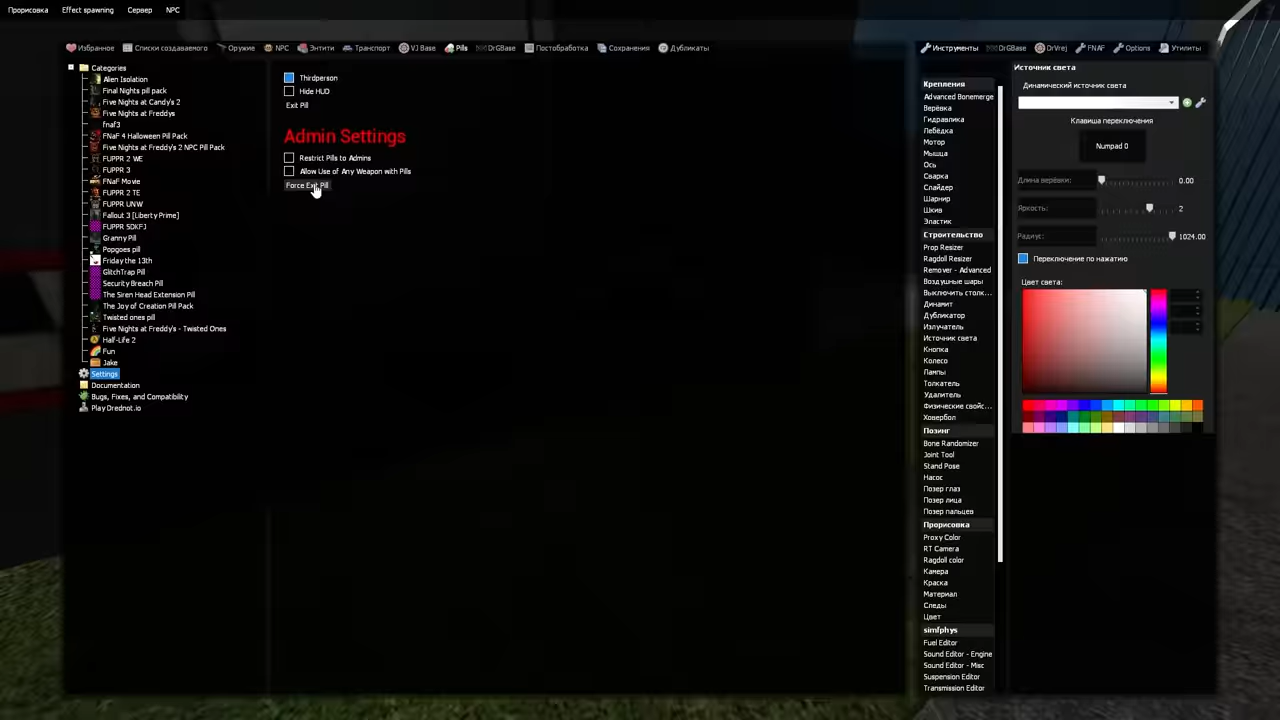 Прорисовка Effect spawning Сервер NPC
Избранное Списки создаваемого Оружие NPC Энтити Транспорт VJ Base Pills DrGBase Постобработка Сохранения Дубликаты
Categories
Alien Isolation
Final Nights pill pack
Five Nights at Candy's 2
Five Nights at Freddys
fnaf3
FNaF 4 Halloween Pill Pack
Five Nights at Freddy's 2 NPC Pill Pack
FUPPR 2 WE
FUPPR 3
FNaF Movie
FUPPR 2 TE
FUPPR UNW
Fallout 3 [Liberty Prime]
FUPPR SDKFJ
Granny Pill
Popgoes pill
Friday the 13th
GlitchTrap Pill
Security Breach Pill
The Siren Head Extension Pill
The Joy of Creation Pill Pack
Twisted ones pill
Five Nights at Freddy's - Twisted Ones
Half-Life 2
Fun
Jake
Settings
Documentation
Bugs, Fixes, and Compatibility
Play Drednot.io
Thirdperson
Hide HUD
Exit Pill
Admin Settings
Restrict Pills to Admins
Allow Use of Any Weapon with Pills
Force Exit Pill
Инструменты DrGBase DrVrej FNAF Options Утилиты
Крепления
Advanced Bonemerge
Верёвка
Гидравлика
Лебёдка
Мотор
Мышца
Ось
Сварка
Слайдер
Шарнир
Шкив
Эластик
Строительство
Prop Resizer
Ragdoll Resizer
Remover - Advanced
Воздушные шары
Выключить столк...
Динамит
Дубликатор
Излучатель
Источник света
Кнопка
Колесо
Лампы
Толкатель
Удалитель
Физические свойс...
Ховербол
Позинг
Bone Randomizer
Joint Tool
Stand Pose
Насос
Позер глаз
Позер лица
Позер пальцев
Прорисовка
Proxy Color
RT Camera
Ragdoll color
Камера
Краска
Материал
Следы
Цвет
simfphys
Fuel Editor
Sound Editor - Engine
Sound Editor - Misc
Suspension Editor
Transmission Editor
Источник света
Динамический источник света
Клавиша переключения
Numpad 0
Длина верёвки: 0.00
Яркость: 2
Радиус: 1024.00
Переключение по нажатию
Цвет света: